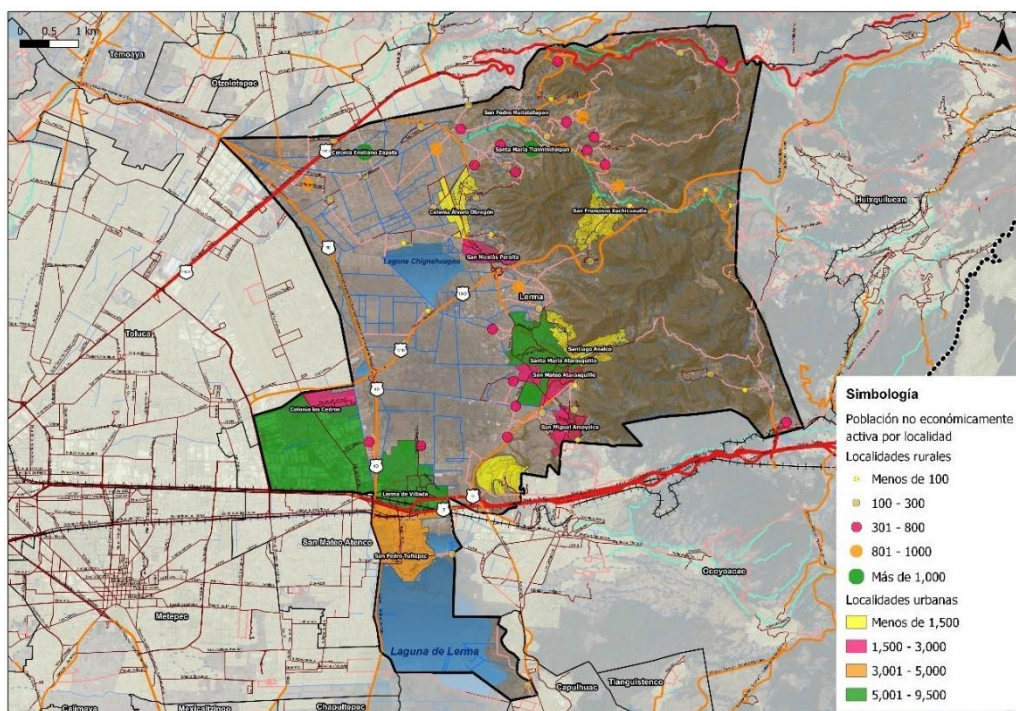 0 0.5 1 km
Temoaya
Otzolotepec
San Pedro Huitzizilapan
Colonia Emiliano Zapata
Santa María Tlalmimilolpan
Colonia Álvaro Obregón
San Francisco Xochicuautla
Huixquilucan
Laguna Chignahuapan
San Nicolás Peralta
Lerma
Toluca
Santiago Analco
Santa María Atarasquillo
San Mateo Atarasquillo
Colonia los Cedros
San Miguel Ameyalco
Lerma de Villada
San Mateo Atenco
San Pedro Tultepec
Ocoyoacac
Metepec
Laguna de Lerma
Capulhuac
Tianguistenco
Calimaya
Mexicaltzingo
Chapultepec
Simbología
Población no económicamente
activa por localidad
Localidades rurales
Menos de 100
100 - 300
301 - 800
801 - 1000
Más de 1,000
Localidades urbanas
Menos de 1,500
1,500 - 3,000
3,001 - 5,000
5,001 - 9,500